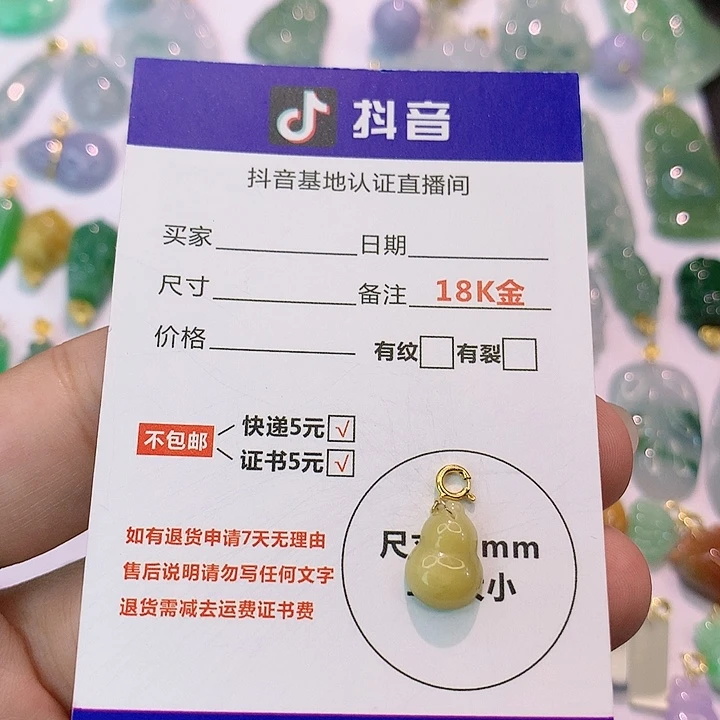 抖音
抖音基地认证直播间
买家 日期
尺寸 备注 18K金
价格 有纹 有裂
不包邮 快递5元 √
证书5元 √
如有退货申请7天无理由
售后说明请勿写任何文字
退货需减去运费证书费
尺 mm
小